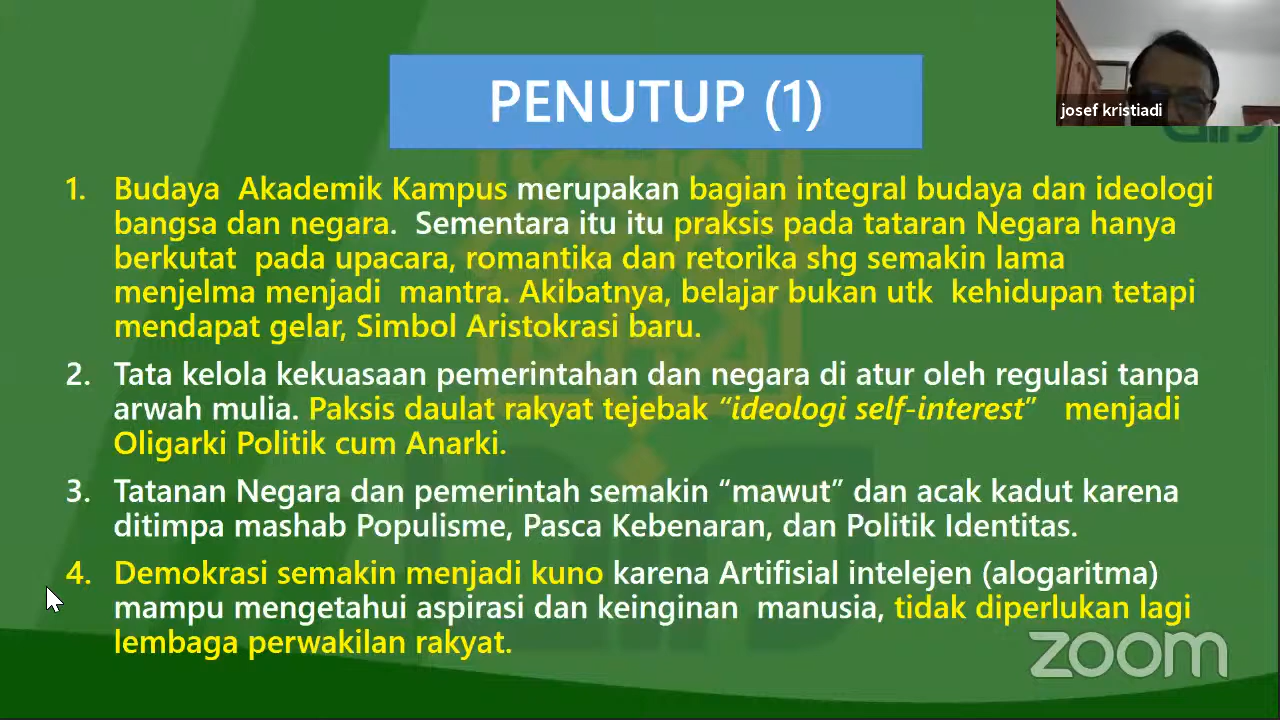 PENUTUP (1)
josef kristiadi
1. Budaya Akademik Kampus merupakan bagian integral budaya dan ideologi
bangsa dan negara. Sementara itu itu praksis pada tataran Negara hanya
berkutat pada upacara, romantika dan retorika shg semakin lama
menjelma menjadi mantra. Akibatnya, belajar bukan utk kehidupan tetapi
mendapat gelar, Simbol Aristokrasi baru.
2. Tata kelola kekuasaan pemerintahan dan negara di atur oleh regulasi tanpa
arwah mulia. Paksis daulat rakyat tejebak “ideologi self-interest” menjadi
Oligarki Politik cum Anarki.
3. Tatanan Negara dan pemerintah semakin “mawut” dan acak kadut karena
ditimpa mashab Populisme, Pasca Kebenaran, dan Politik Identitas.
4. Demokrasi semakin menjadi kuno karena Artifisial intelejen (alogaritma)
mampu mengetahui aspirasi dan keinginan manusia, tidak diperlukan lagi
lembaga perwakilan rakyat.
zoom